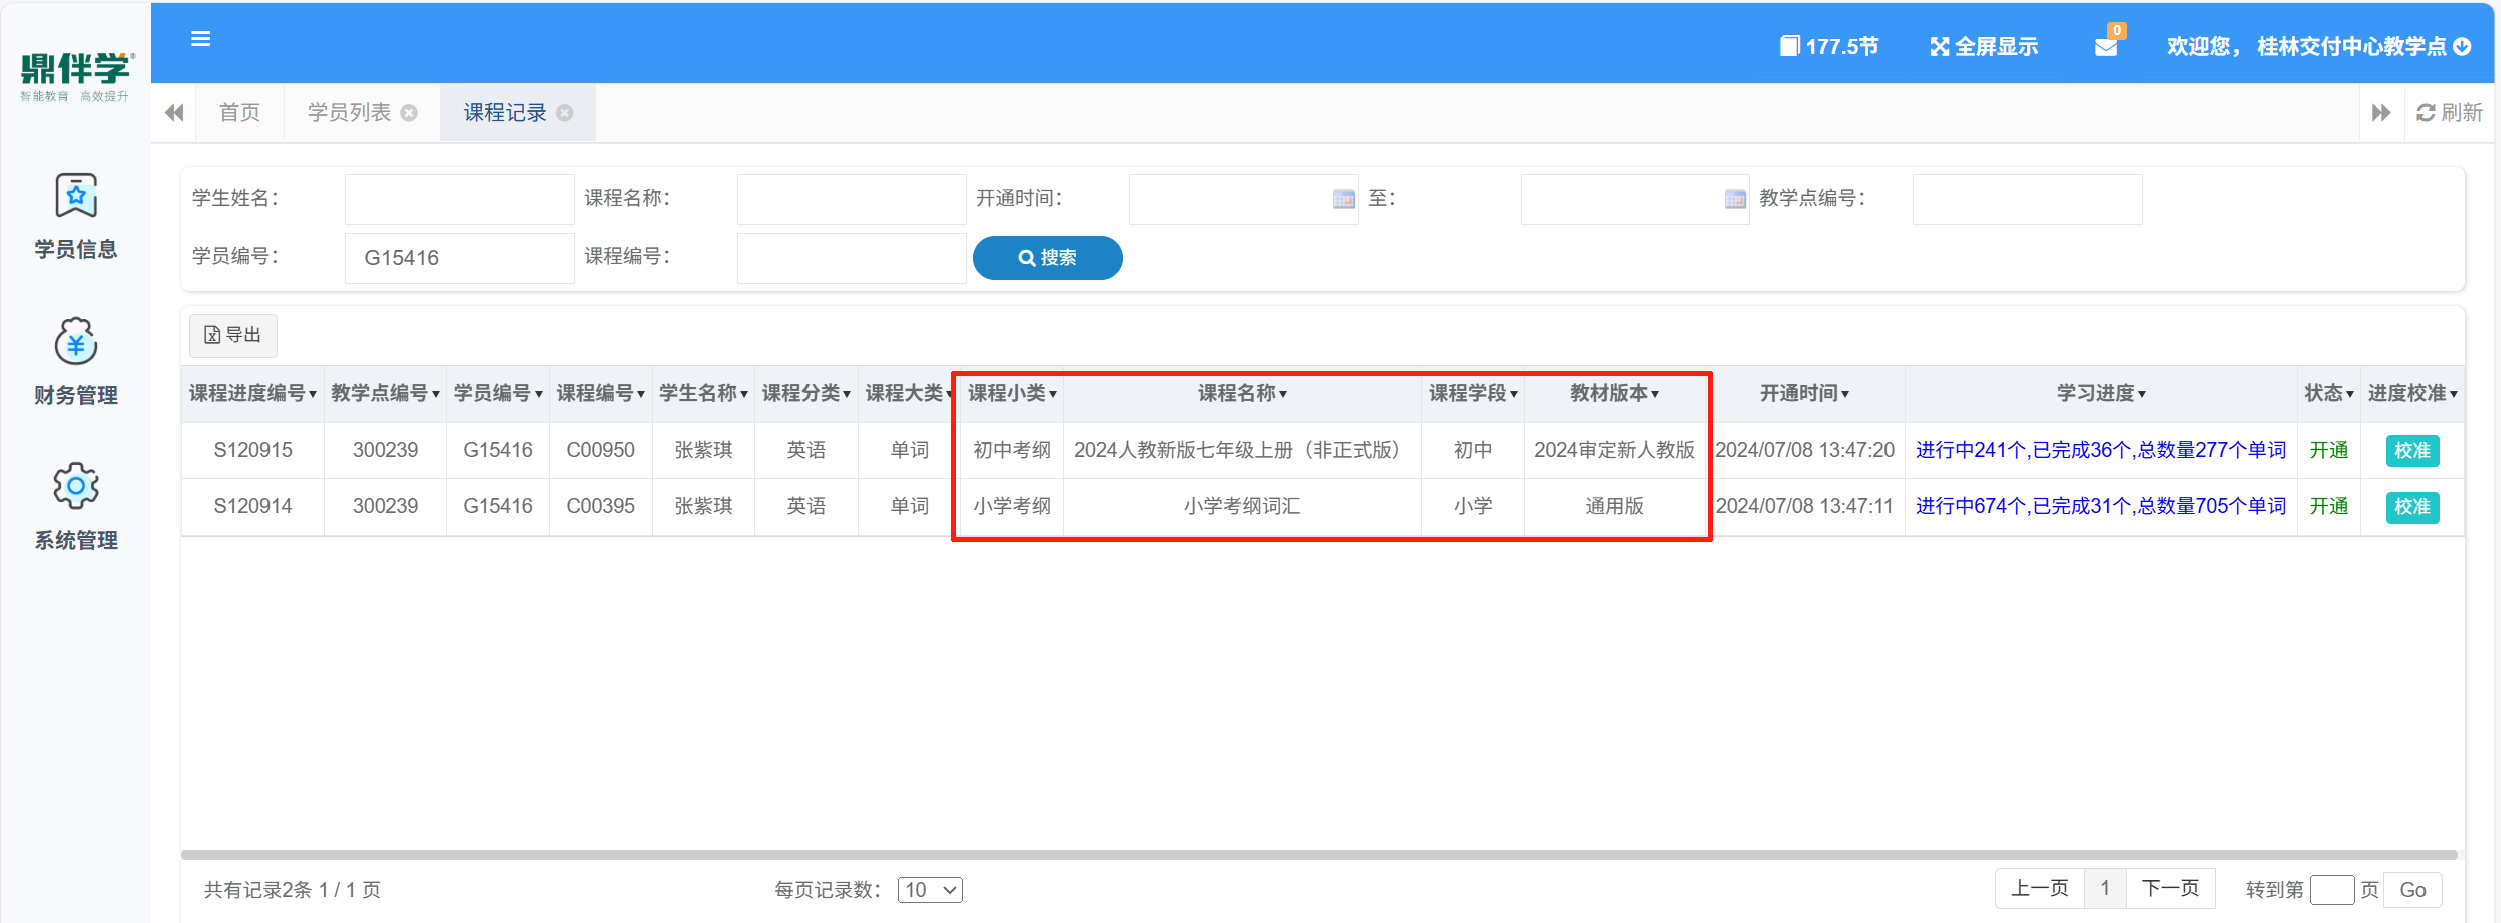 鼎伴学®
智能教育 高效提升
177.5节
全屏显示
0
欢迎您， 桂林交付中心教学点
首页
学员列表
课程记录
刷新
学员信息
财务管理
系统管理
学生姓名：
课程名称：
开通时间：
至：
教学点编号：
学员编号： G15416
课程编号：
搜索
导出
课程进度编号 教学点编号 学员编号 课程编号 学生名称 课程分类 课程大类 课程小类 课程名称 课程学段 教材版本 开通时间 学习进度 状态 进度校准
S120915 300239 G15416 C00950 张紫琪 英语 单词 初中考纲 2024人教新版七年级上册（非正式版） 初中 2024审定新人教版 2024/07/08 13:47:20 进行中241个,已完成36个,总数量277个单词 开通 校准
S120914 300239 G15416 C00395 张紫琪 英语 单词 小学考纲 小学考纲词汇 小学 通用版 2024/07/08 13:47:11 进行中674个,已完成31个,总数量705个单词 开通 校准
共有记录2条 1 / 1 页
每页记录数： 10
上一页 1 下一页
转到第 页 Go